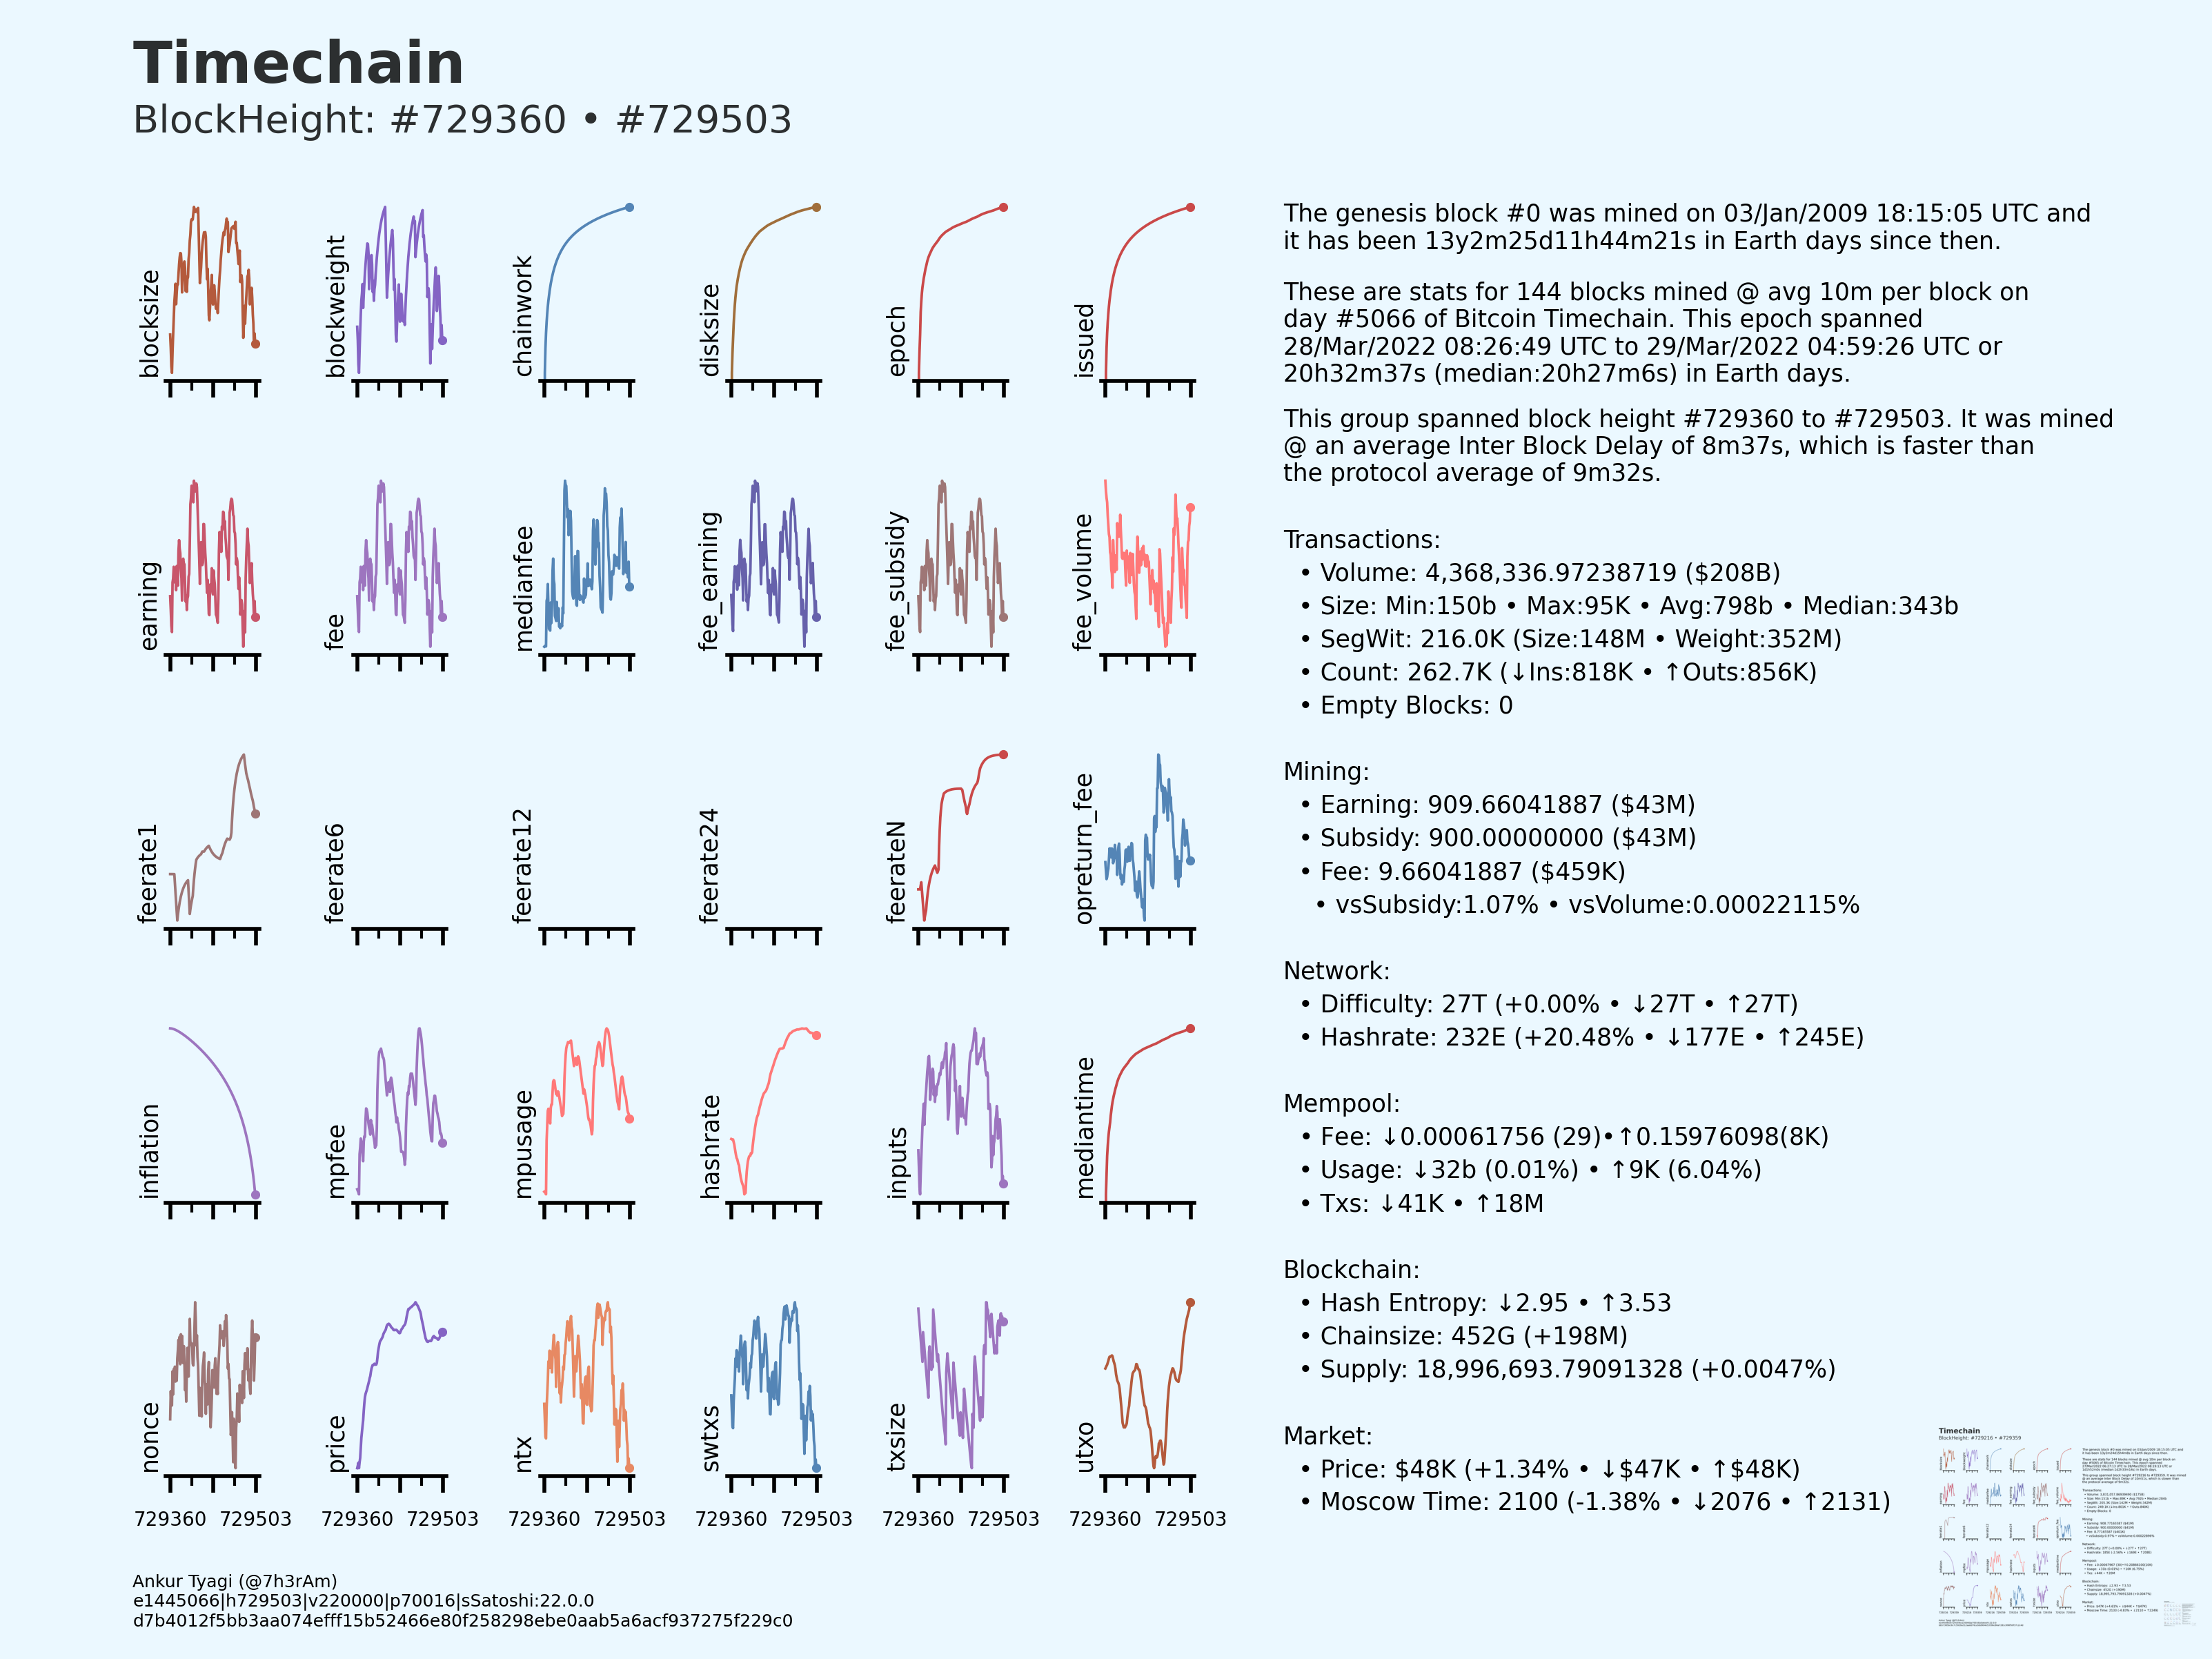 Timechain
BlockHeight: #729360 • #729503
blocksize
blockweight
chainwork
disksize
epoch
issued
earning
fee
medianfee
fee_earning
fee_subsidy
fee_volume
feerate1
feerate6
feerate12
feerate24
feerateN
opreturn_fee
inflation
mpfee
mpusage
hashrate
inputs
mediantime
nonce
price
ntx
swtxs
txsize
utxo
729360 729503 729360 729503 729360 729503 729360 729503 729360 729503 729360 729503
The genesis block #0 was mined on 03/Jan/2009 18:15:05 UTC and
it has been 13y2m25d11h44m21s in Earth days since then.
These are stats for 144 blocks mined @ avg 10m per block on
day #5066 of Bitcoin Timechain. This epoch spanned
28/Mar/2022 08:26:49 UTC to 29/Mar/2022 04:59:26 UTC or
20h32m37s (median:20h27m6s) in Earth days.
This group spanned block height #729360 to #729503. It was mined
@ an average Inter Block Delay of 8m37s, which is faster than
the protocol average of 9m32s.
Transactions:
• Volume: 4,368,336.97238719 ($208B)
• Size: Min:150b • Max:95K • Avg:798b • Median:343b
• SegWit: 216.0K (Size:148M • Weight:352M)
• Count: 262.7K (↓Ins:818K • ↑Outs:856K)
• Empty Blocks: 0
Mining:
• Earning: 909.66041887 ($43M)
• Subsidy: 900.00000000 ($43M)
• Fee: 9.66041887 ($459K)
• vsSubsidy:1.07% • vsVolume:0.00022115%
Network:
• Difficulty: 27T (+0.00% • ↓27T • ↑27T)
• Hashrate: 232E (+20.48% • ↓177E • ↑245E)
Mempool:
• Fee: ↓0.00061756 (29)•↑0.15976098(8K)
• Usage: ↓32b (0.01%) • ↑9K (6.04%)
• Txs: ↓41K • ↑18M
Blockchain:
• Hash Entropy: ↓2.95 • ↑3.53
• Chainsize: 452G (+198M)
• Supply: 18,996,693.79091328 (+0.0047%)
Market:
• Price: $48K (+1.34% • ↓$47K • ↑$48K)
• Moscow Time: 2100 (-1.38% • ↓2076 • ↑2131)
Ankur Tyagi (@7h3rAm)
e1445066|h729503|v220000|p70016|sSatoshi:22.0.0
d7b4012f5bb3aa074efff15b52466e80f258298ebe0aab5a6acf937275f229c0
Timechain
BlockHeight: #729216 • #729359